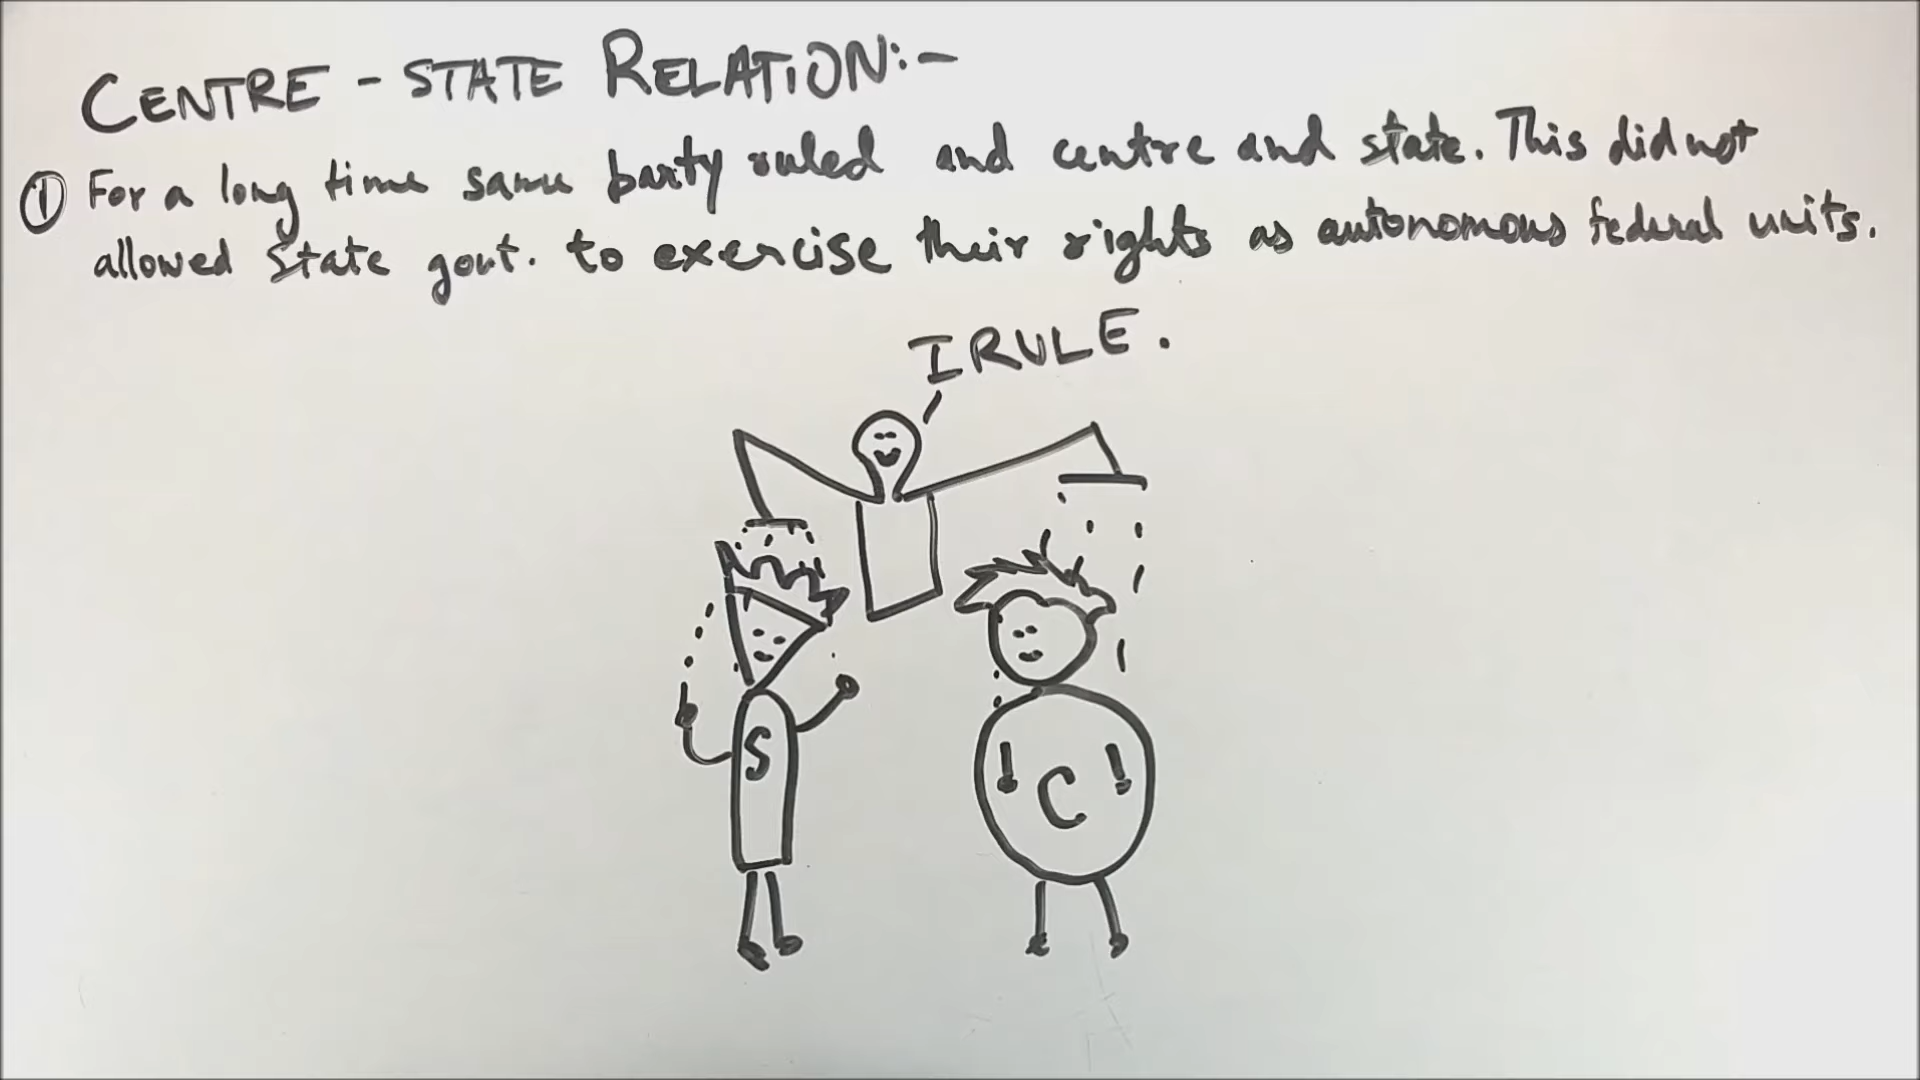 CENTRE - STATE RELATION:-
① For a long time same party ruled and centre and state. This did not
allowed State govt. to exercise their rights as autonomous federal units.
I RULE.
S
C